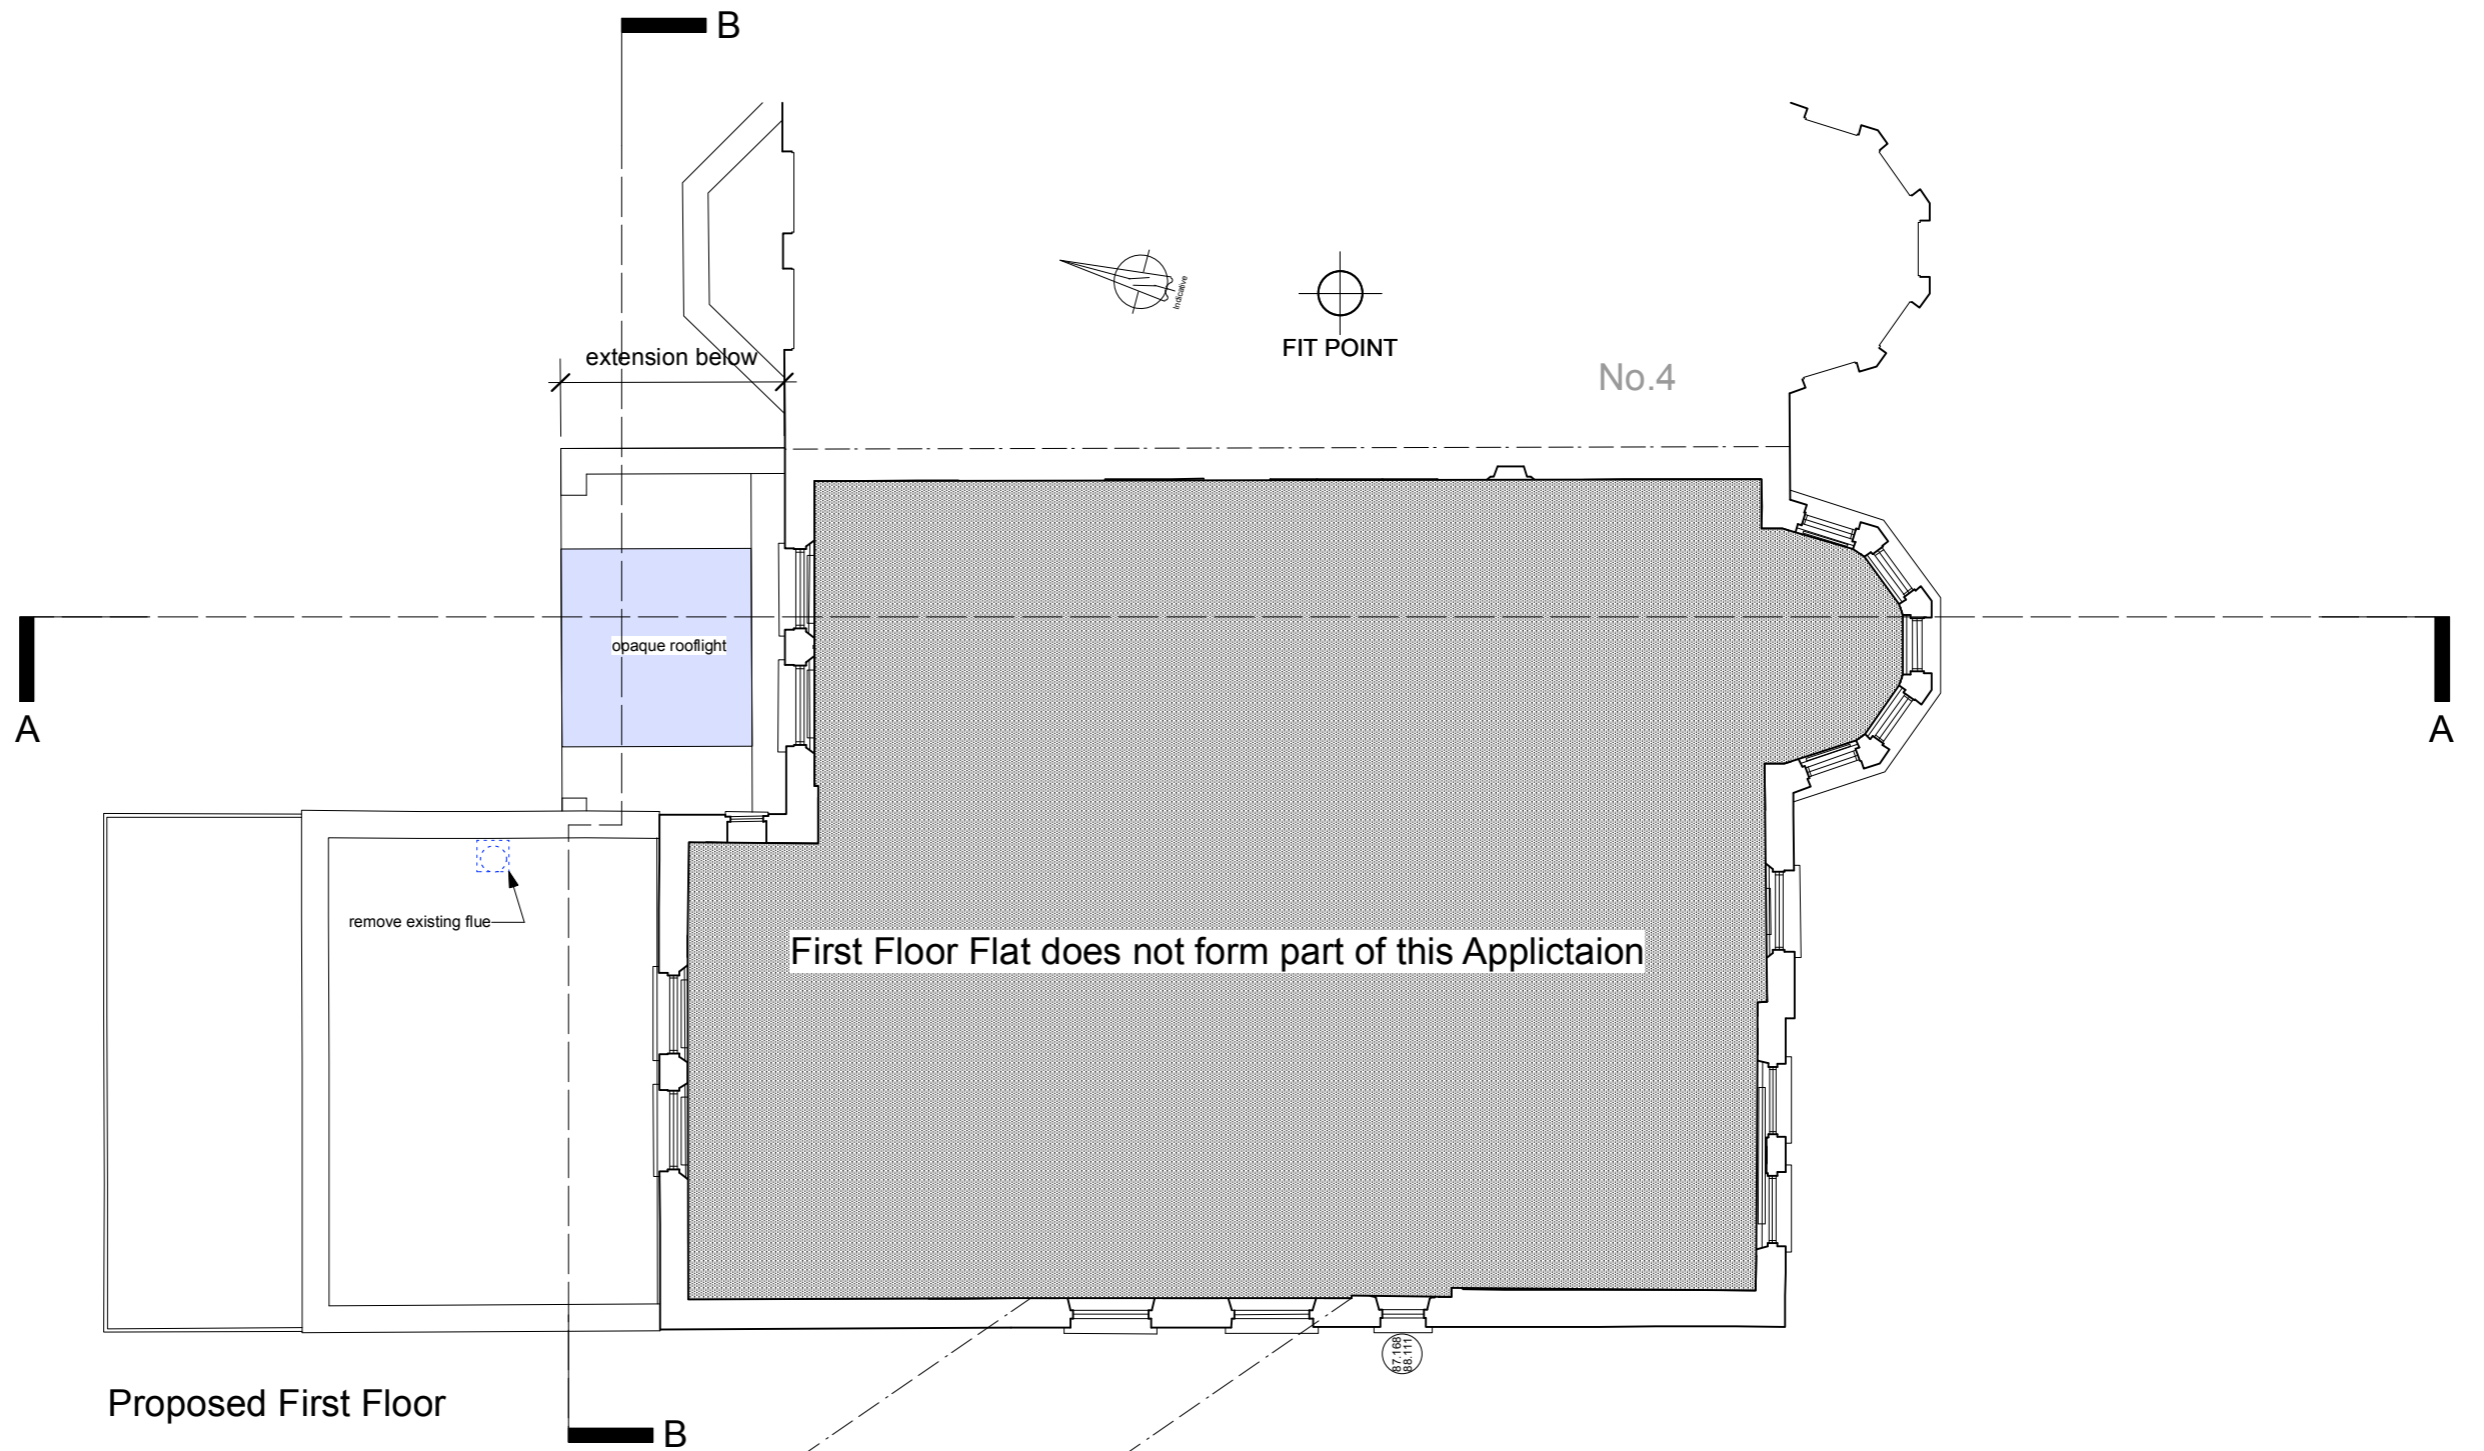 B
Indicative
FIT POINT
extension below
No.4
opaque rooflight
A
A
remove existing flue
First Floor Flat does not form part of this Applictaion
87.168
88.111
Proposed First Floor
B